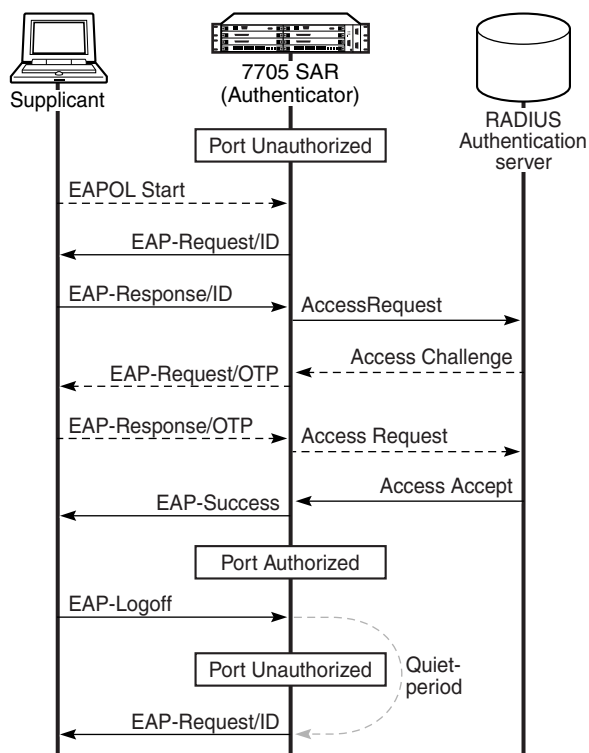 Supplicant
7705 SAR
(Authenticator)
RADIUS
Authentication
server
Port Unauthorized
EAPOL Start
EAP-Request/ID
EAP-Response/ID
AccessRequest
Access Challenge
EAP-Request/OTP
EAP-Response/OTP
Access Request
Access Accept
EAP-Success
Port Authorized
EAP-Logoff
Port Unauthorized
Quiet-
period
EAP-Request/ID